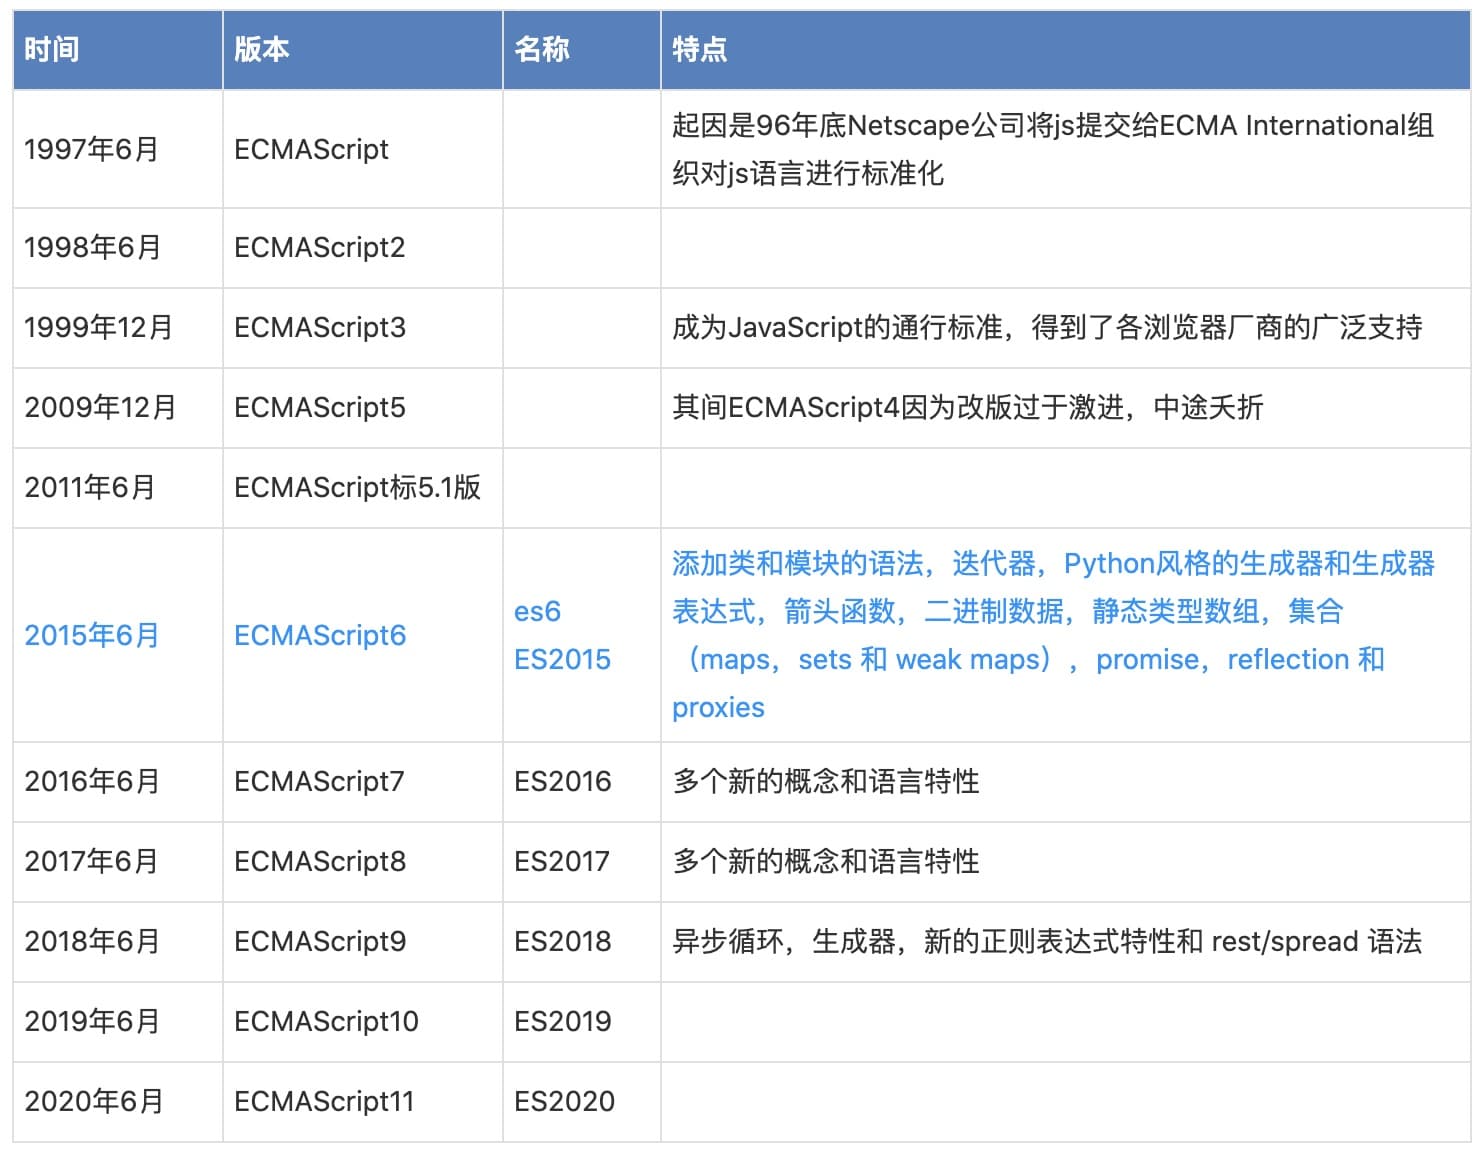 时间 版本 名称 特点
1997年6月 ECMAScript 起因是96年底Netscape公司将js提交给ECMA International组
织对js语言进行标准化
1998年6月 ECMAScript2
1999年12月 ECMAScript3 成为JavaScript的通行标准，得到了各浏览器厂商的广泛支持
2009年12月 ECMAScript5 其间ECMAScript4因为改版过于激进，中途夭折
2011年6月 ECMAScript标5.1版
2015年6月 ECMAScript6 es6
ES2015
添加类和模块的语法，迭代器，Python风格的生成器和生成器
表达式，箭头函数，二进制数据，静态类型数组，集合
（maps，sets 和 weak maps），promise，reflection 和
proxies
2016年6月 ECMAScript7 ES2016 多个新的概念和语言特性
2017年6月 ECMAScript8 ES2017 多个新的概念和语言特性
2018年6月 ECMAScript9 ES2018 异步循环，生成器，新的正则表达式特性和 rest/spread 语法
2019年6月 ECMAScript10 ES2019
2020年6月 ECMAScript11 ES2020